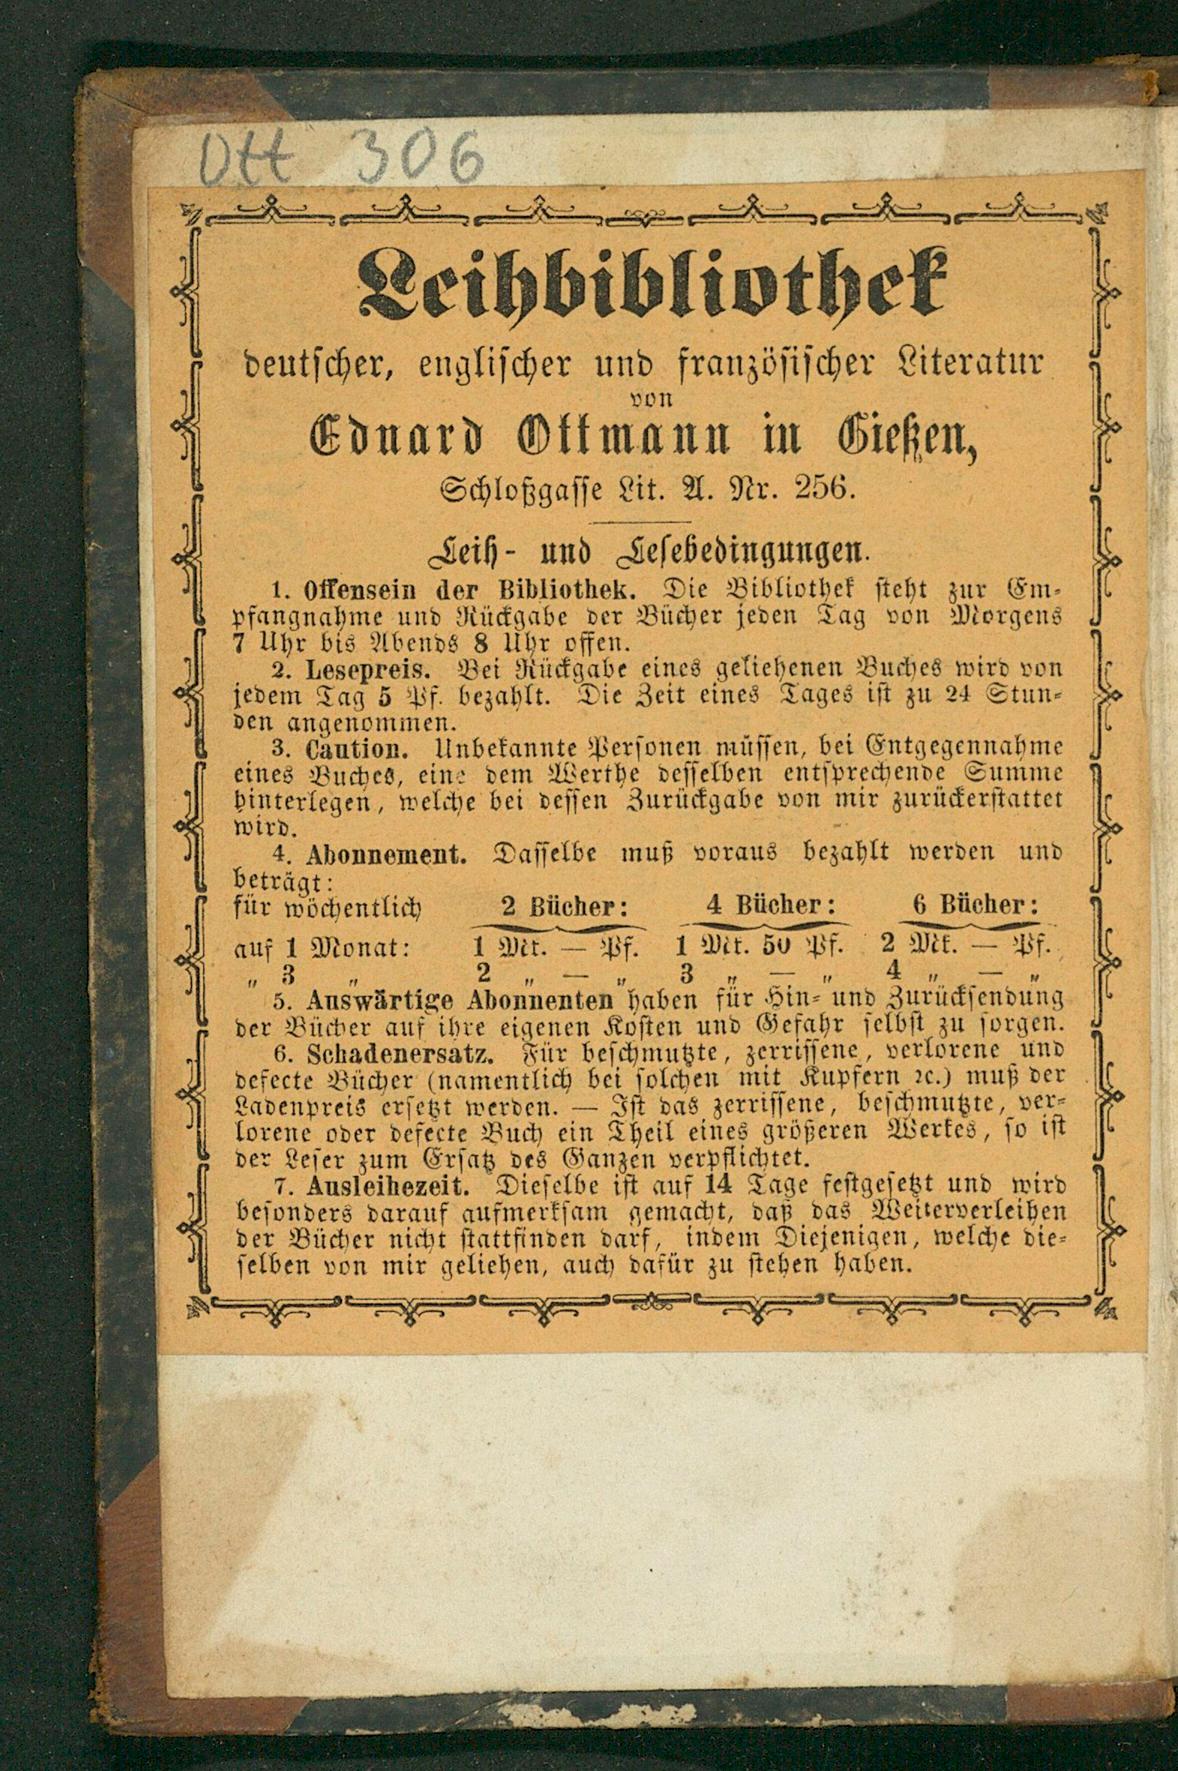 Ott 306
Leihbibliothek
deutscher, englischer und französischer Literatur
von
Eduard Ottmann in Gießen,
Schloßgasse Lit. A. Nr. 256.
Leih- und Lesebedingungen.
1. Offensein der Bibliothek. Die Bibliothek steht zur Em-
pfangnahme und Rückgabe der Bücher jeden Tag von Morgens
7 Uhr bis Abends 8 Uhr offen.
2. Lesepreis. Bei Rückgabe eines geliehenen Buches wird von
jedem Tag 5 Pf. bezahlt. Die Zeit eines Tages ist zu 24 Stun-
den angenommen.
3. Caution. Unbekannte Personen müssen, bei Entgegennahme
eines Buches, eine dem Werthe desselben entsprechende Summe
hinterlegen, welche bei dessen Zurückgabe von mir zurückerstattet
wird.
4. Abonnement. Dasselbe muß voraus bezahlt werden und
beträgt:
für wöchentlich 2 Bücher: 4 Bücher: 6 Bücher:
auf 1 Monat: 1 Mk. — Pf. 1 Mk. 50 Pf. 2 Mk. — Pf.
„ 3 „ 2 „ — „ 3 „ — „ 4 „ — „
5. Auswärtige Abonnenten haben für Hin- und Zurücksendung
der Bücher auf ihre eigenen Kosten und Gefahr selbst zu sorgen.
6. Schadenersatz. Für beschmutzte, zerrissene, verlorene und
defecte Bücher (namentlich bei solchen mit Kupfern ꝛc.) muß der
Ladenpreis ersetzt werden. — Ist das zerrissene, beschmutzte, ver-
lorene oder defecte Buch ein Theil eines größeren Werkes, so ist
der Leser zum Ersatz des Ganzen verpflichtet.
7. Ausleihezeit. Dieselbe ist auf 14 Tage festgesetzt und wird
besonders darauf aufmerksam gemacht, daß das Weiterverleihen
der Bücher nicht stattfinden darf, indem Diejenigen, welche die-
selben von mir geliehen, auch dafür zu stehen haben.